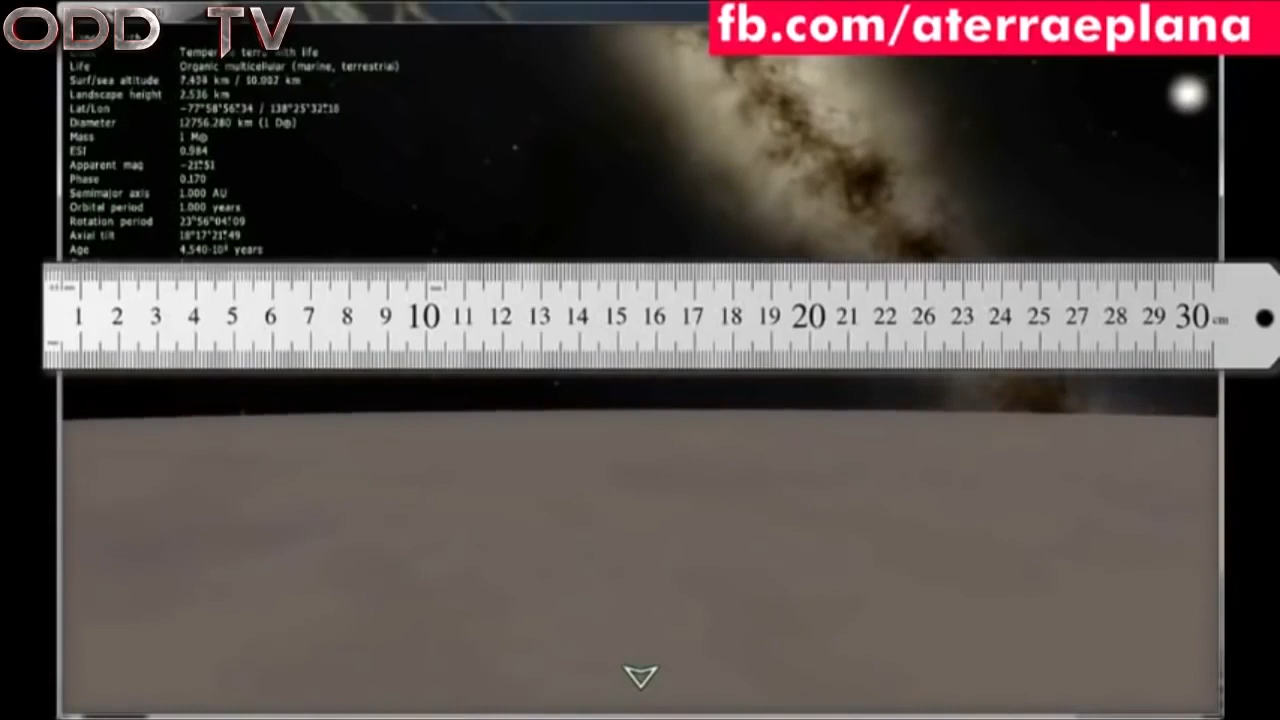 ODD TV
fb.com/aterraeplana
Life Organic multicellular (marine, terrestrial)
Surf/sea altitude 7.439 km / 10.002 km
Landscape height 2.536 km
Lat/Lon
Diameter 12756.280 km
Mass
ESI 0.984
Apparent mag
Phase 0.170
Semimajor axis 1.000 AU
Orbital period 1.000 years
Rotation period
Axial tilt
Age years
1 2 3 4 5 6 7 8 9 10 11 12 13 14 15 16 17 18 19 20 21 22 26 23 24 25 27 28 29 30 cm